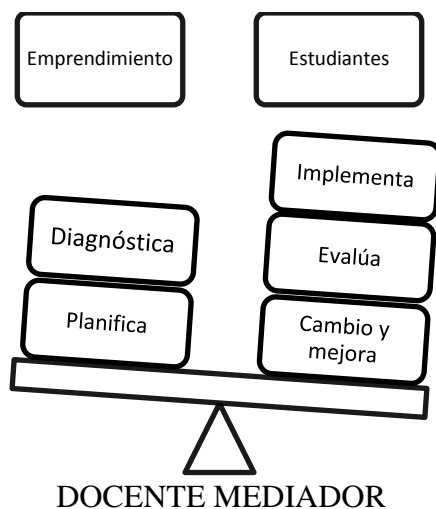 Emprendimiento
Estudiantes
Implementa
Diagnóstica
Evalúa
Planifica
Cambio y
mejora
DOCENTE MEDIADOR